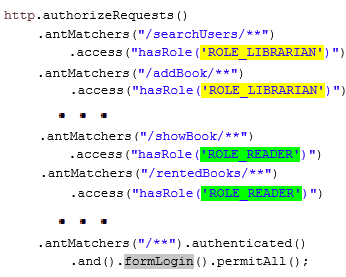 http.authorizeRequests()
.antMatchers("/searchUsers/**")
.access("hasRole('ROLE_LIBRARIAN')")
.antMatchers("/addBook/**")
.access("hasRole('ROLE_LIBRARIAN')")
. . .
.antMatchers("/showBook/**")
.access("hasRole('ROLE_READER')")
.antMatchers("/rentedBooks/**")
.access("hasRole('ROLE_READER')")
. . .
.antMatchers("/**").authenticated()
.and().formLogin().permitAll();